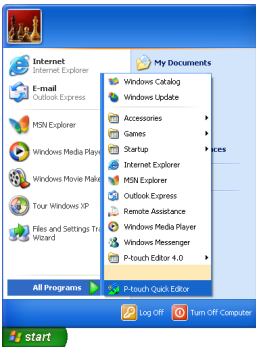 Internet
Internet Explorer
My Documents
E-mail
Outlook Express
MSN Explorer
Windows Media Playe
Windows Movie Make
Tour Windows XP
Files and Settings Tra
Wizard
Windows Catalog
Windows Update
Accessories
Games
Startup
Internet Explorer
MSN Explorer
Outlook Express
Remote Assistance
Windows Media Player
Windows Messenger
P-touch Editor 4.0
P-touch Quick Editor
ces
All Programs
Log Off
Turn Off Computer
start